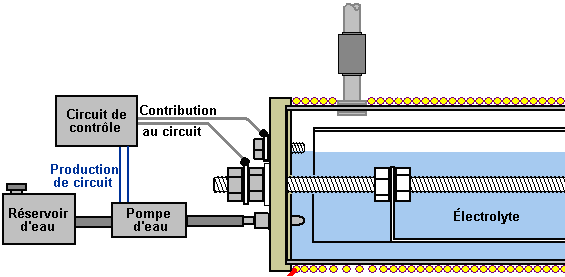 Circuit de
contrôle
Contribution
au circuit
Production
de circuit
Réservoir
d'eau
Pompe
d'eau
Électrolyte